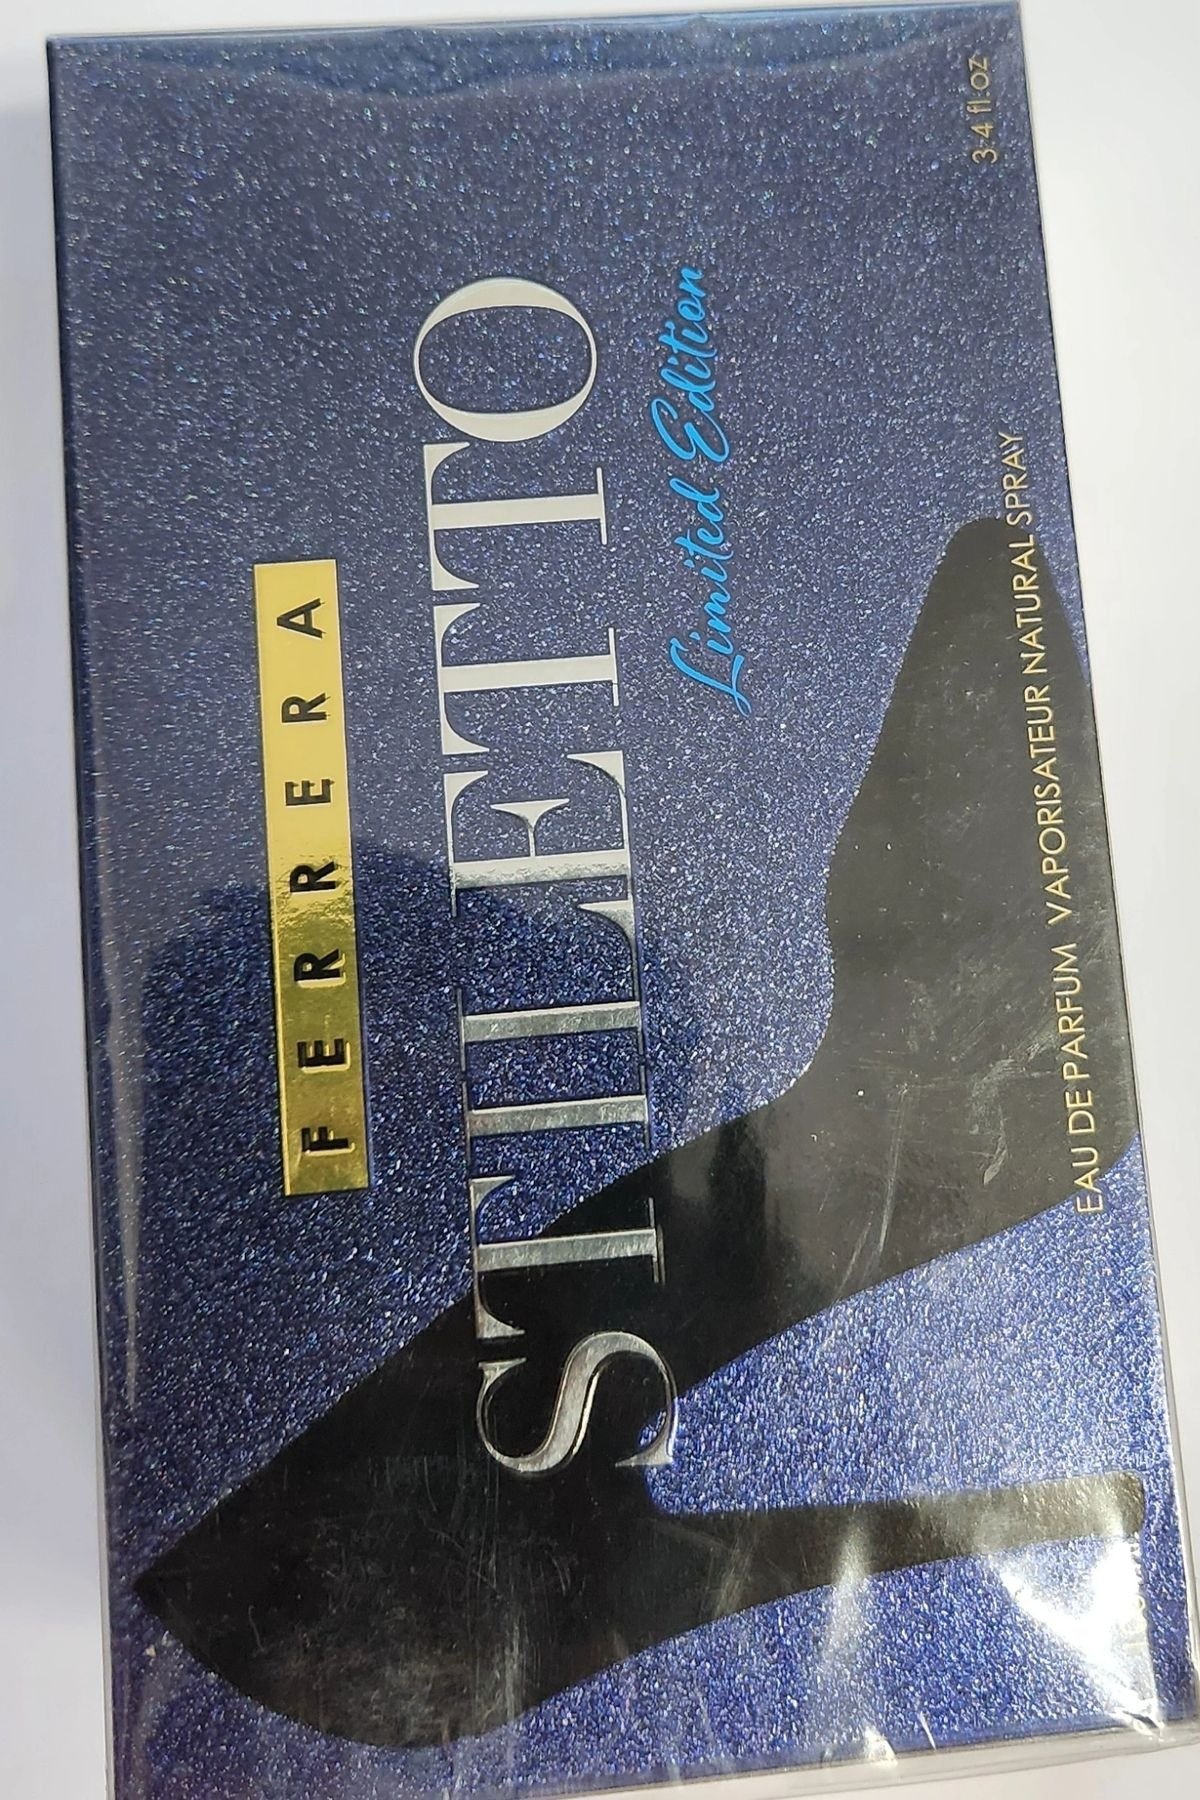 FERRERA
STILETTO
Limited Edition
EAU DE PARFUM VAPORISATEUR NATURAL SPRAY
3.4 fl.oz